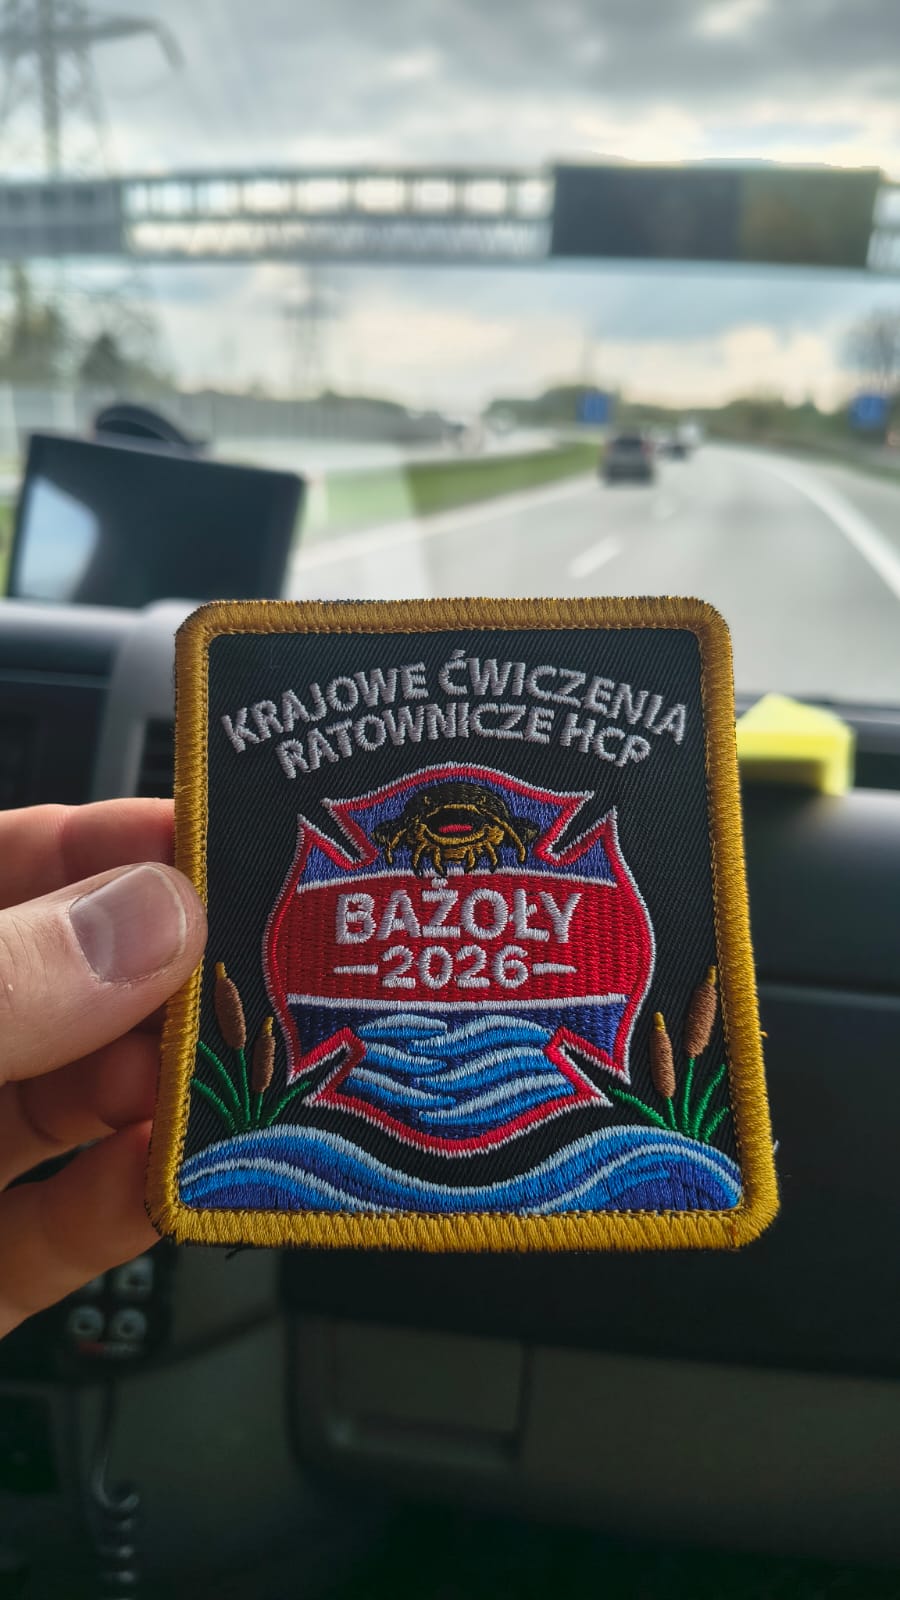 KRAJOWE ĆWICZENIA
RATOWNICZE HCP
BAŻOŁY
-2026-